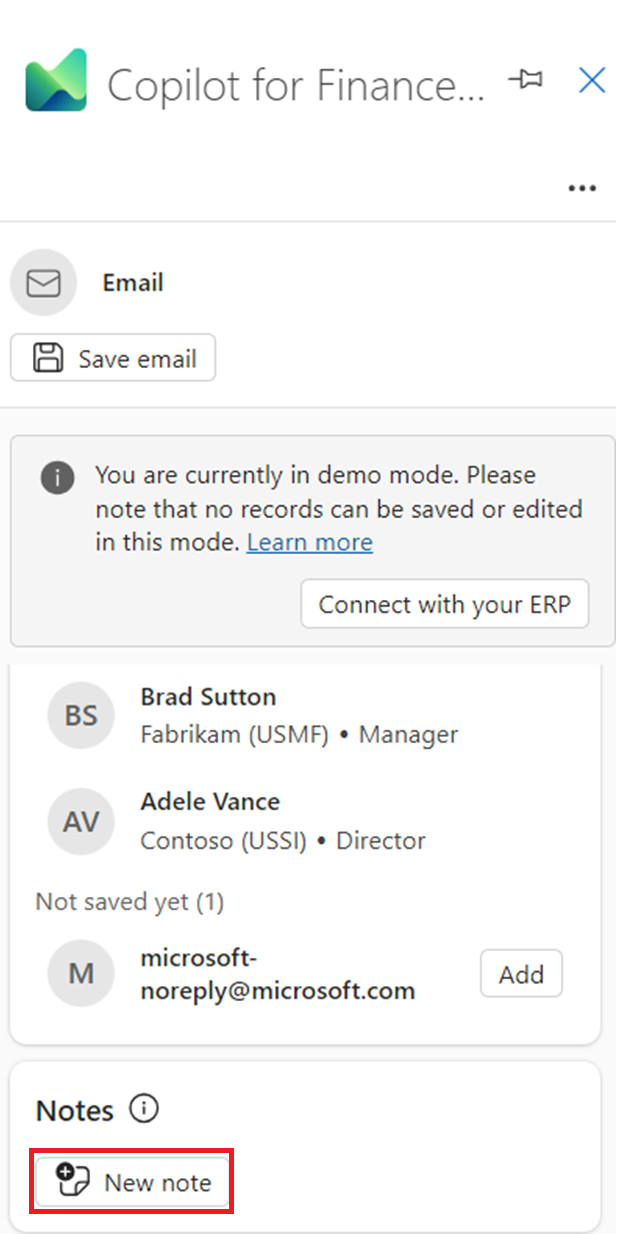 Copilot for Finance...
Email
Save email
You are currently in demo mode. Please
note that no records can be saved or edited
in this mode. Learn more
Connect with your ERP
BS
Brad Sutton
Fabrikam (USMF) • Manager
AV
Adele Vance
Contoso (USSI) • Director
Not saved yet (1)
M
microsoft-
noreply@microsoft.com
Add
Notes
New note